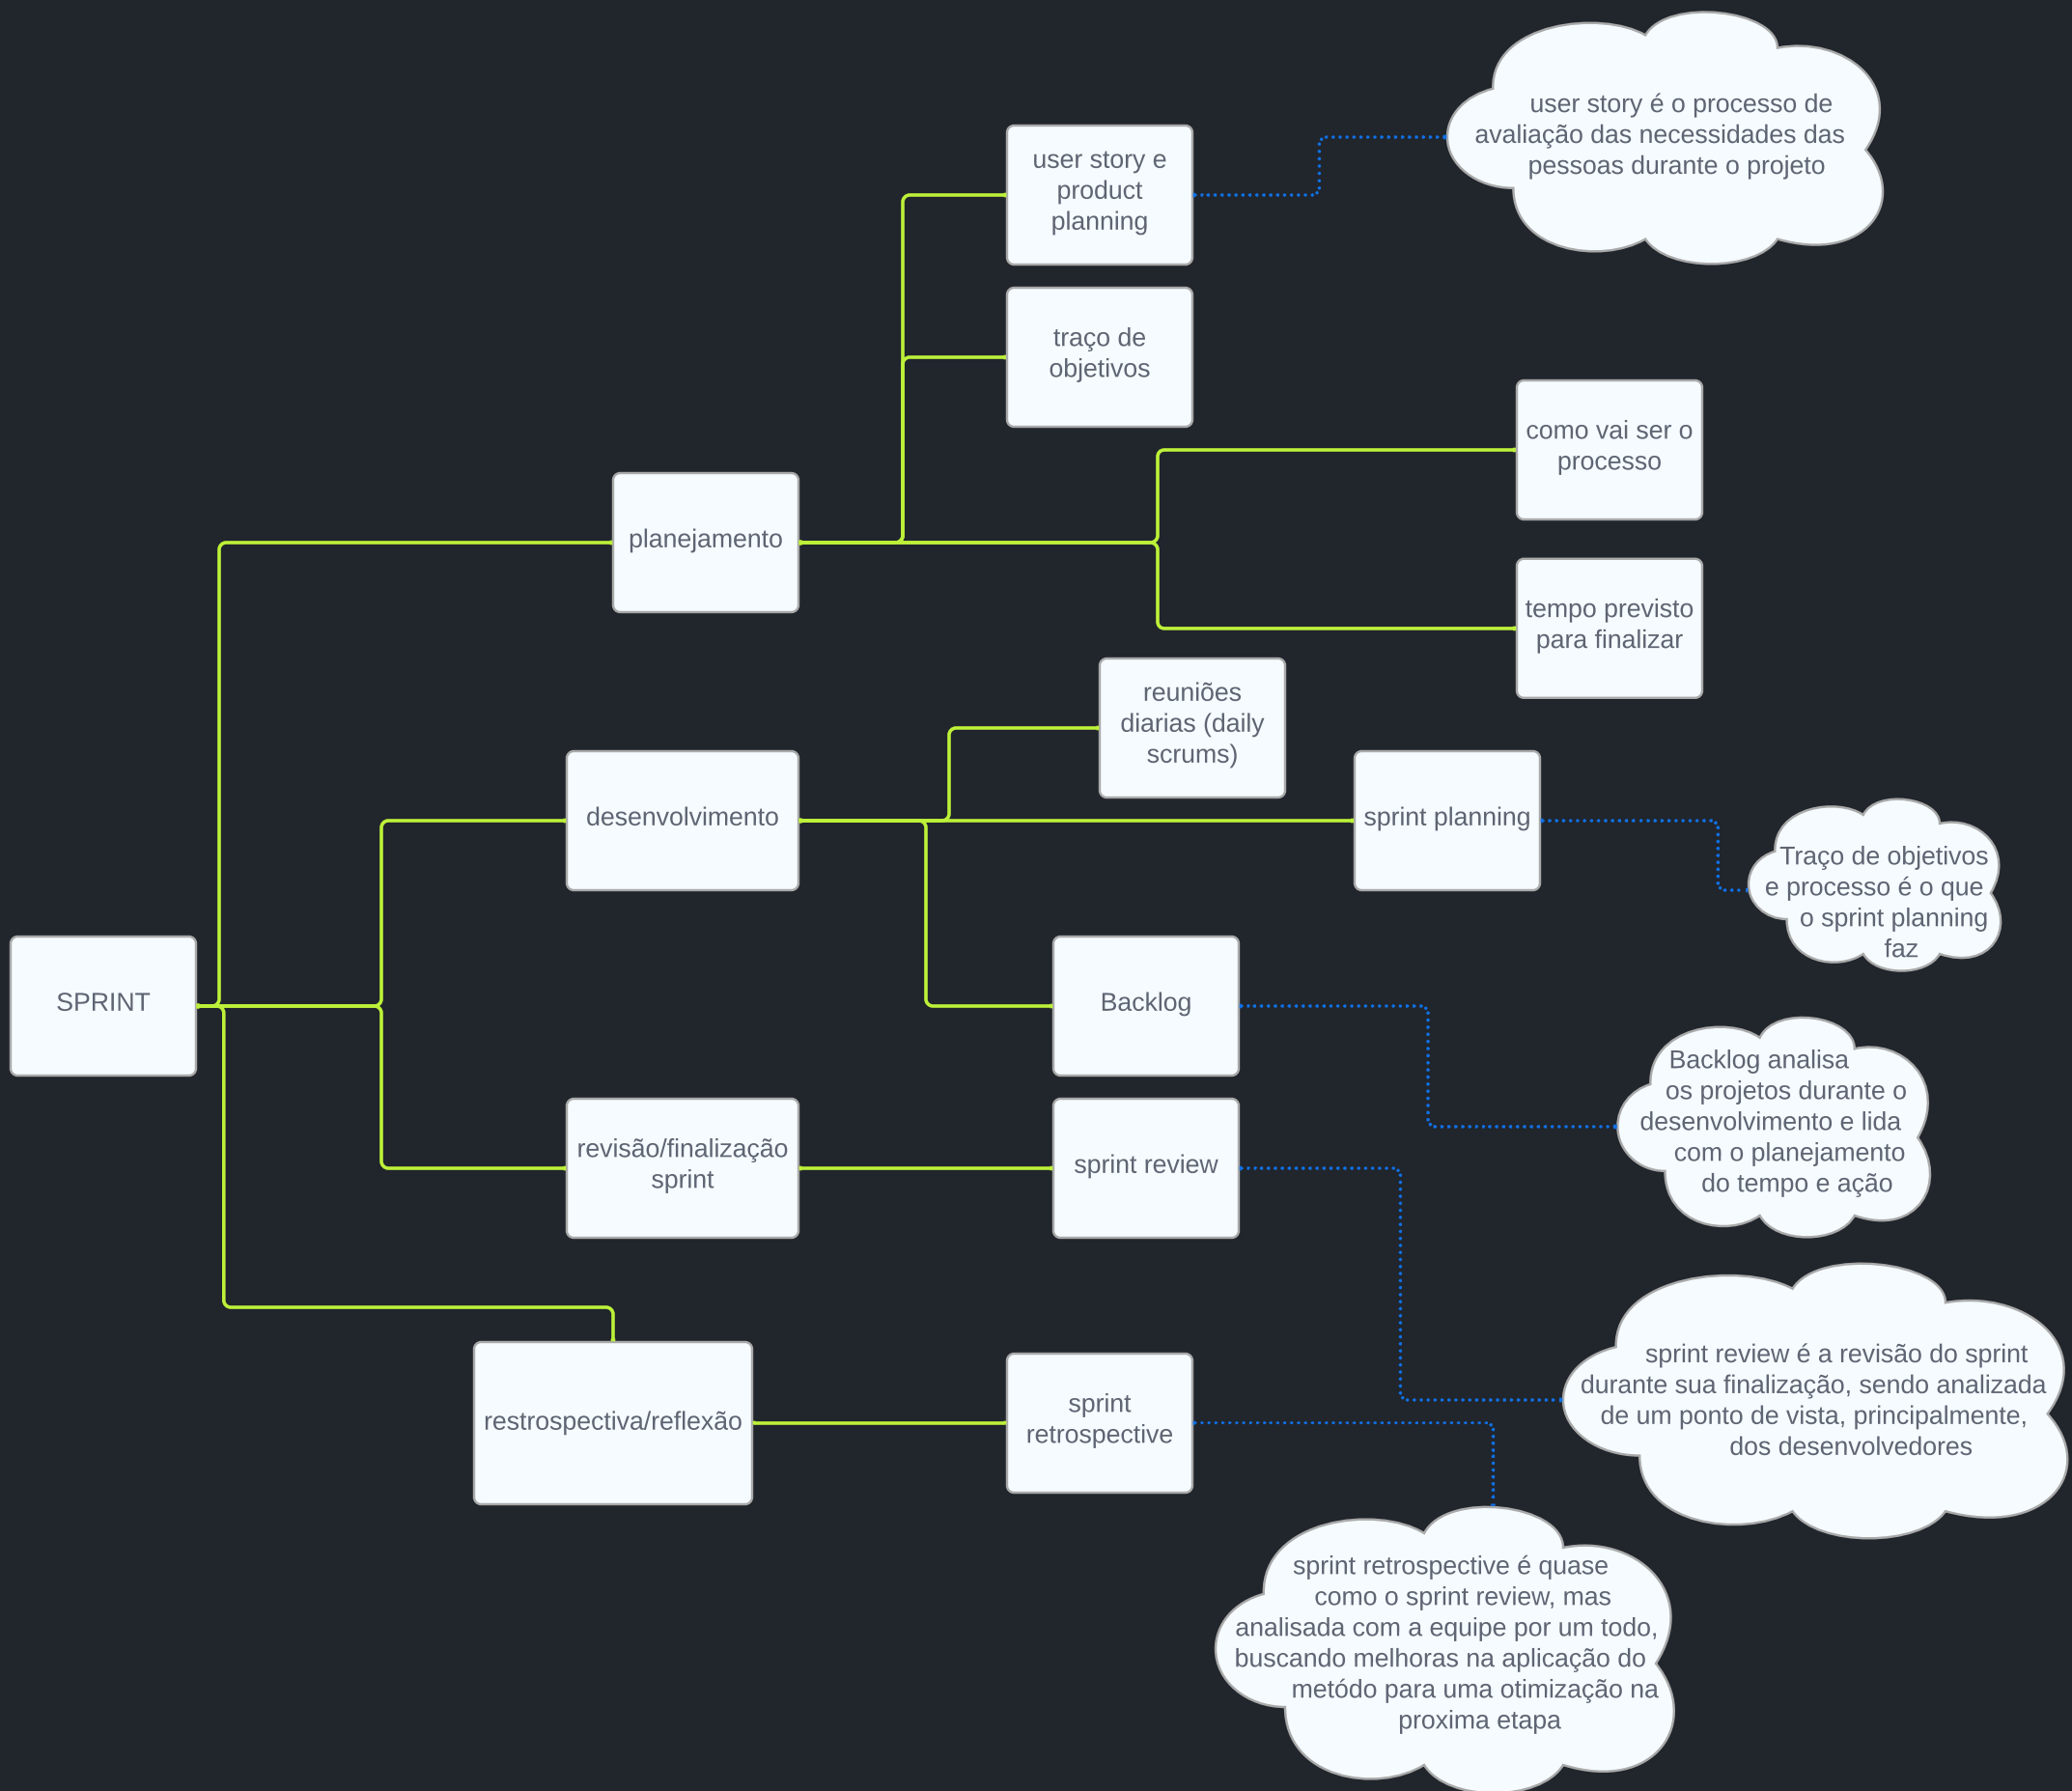 user story é o processo de
avaliação das necessidades das
pessoas durante o projeto
user story e
product
planning
traço de
objetivos
como vai ser o
processo
planejamento
tempo previsto
para finalizar
reuniões
diarias (daily
scrums)
desenvolvimento
sprint planning
Traço de objetivos
e processo é o que
o sprint planning
faz
SPRINT
Backlog
Backlog analisa
os projetos durante o
desenvolvimento e lida
com o planejamento
do tempo e ação
revisão/finalização
sprint
sprint review
sprint review é a revisão do sprint
durante sua finalização, sendo analizada
de um ponto de vista, principalmente,
dos desenvolvedores
restrospectiva/reflexão
sprint
retrospective
sprint retrospective é quase
como o sprint review, mas
analisada com a equipe por um todo,
buscando melhoras na aplicação do
metódo para uma otimização na
proxima etapa